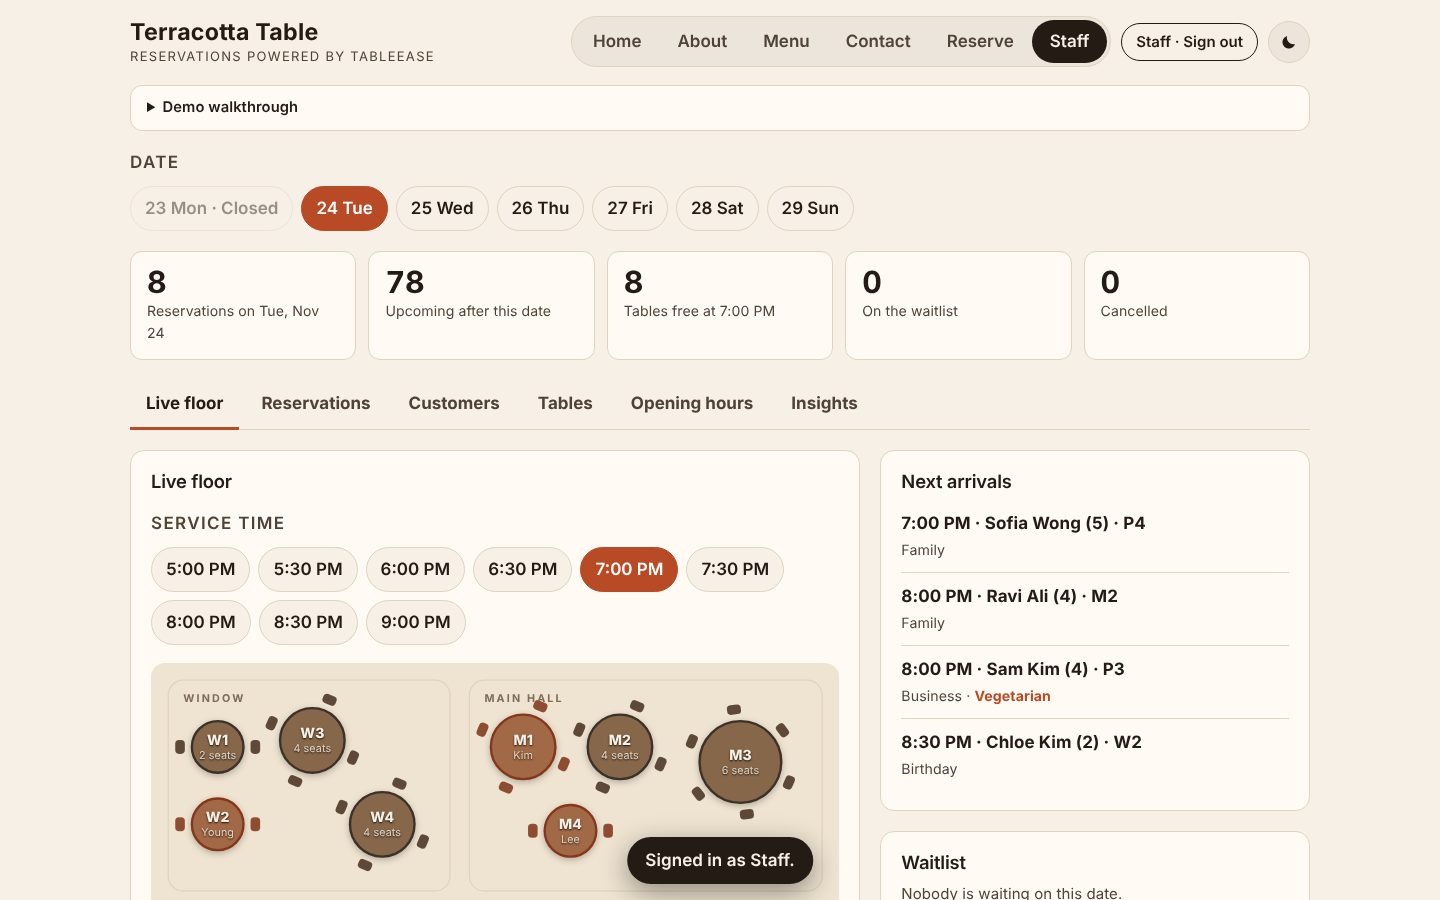 Terracotta Table
RESERVATIONS POWERED BY TABLEEASE
Home
About
Menu
Contact
Reserve
Staff
Staff · Sign out
Demo walkthrough
DATE
23 Mon · Closed
24 Tue
25 Wed
26 Thu
27 Fri
28 Sat
29 Sun
8
Reservations on Tue, Nov
24
78
Upcoming after this date
8
Tables free at 7:00 PM
0
On the waitlist
0
Cancelled
Live floor
Reservations
Customers
Tables
Opening hours
Insights
Live floor
SERVICE TIME
5:00 PM
5:30 PM
6:00 PM
6:30 PM
7:00 PM
7:30 PM
8:00 PM
8:30 PM
9:00 PM
WINDOW
W1
2 seats
W3
4 seats
W2
Young
W4
4 seats
MAIN HALL
M1
Kim
M2
4 seats
M3
6 seats
M4
Lee
Signed in as Staff.
Next arrivals
7:00 PM · Sofia Wong (5) · P4
Family
8:00 PM · Ravi Ali (4) · M2
Family
8:00 PM · Sam Kim (4) · P3
Business · Vegetarian
8:30 PM · Chloe Kim (2) · W2
Birthday
Waitlist
Nobody is waiting on this date.